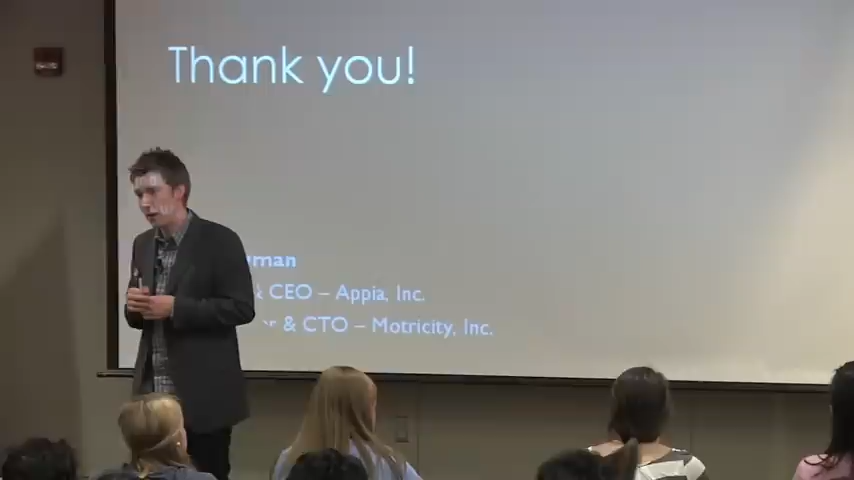 Thank you!
& CEO – Appia, Inc.
& CTO – Motricity, Inc.